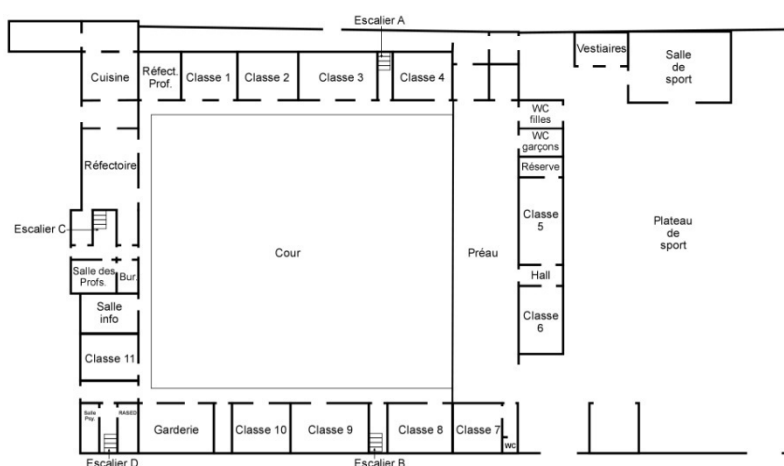 Escalier A
Vestiaires
Salle
de
sport
Cuisine
Réfect.
Prof.
Classe 1
Classe 2
Classe 3
Classe 4
WC
filles
WC
garçons
Réserve
Réfectoire
Classe
5
Escalier C
Cour
Préau
Plateau
de
sport
Salle des
Profs.
Bur.
Hall
Salle
info
Classe
6
Classe 11
Salle
Psy.
RASED
Garderie
Classe 10
Classe 9
Classe 8
Classe 7
WC
Escalier D
Escalier B